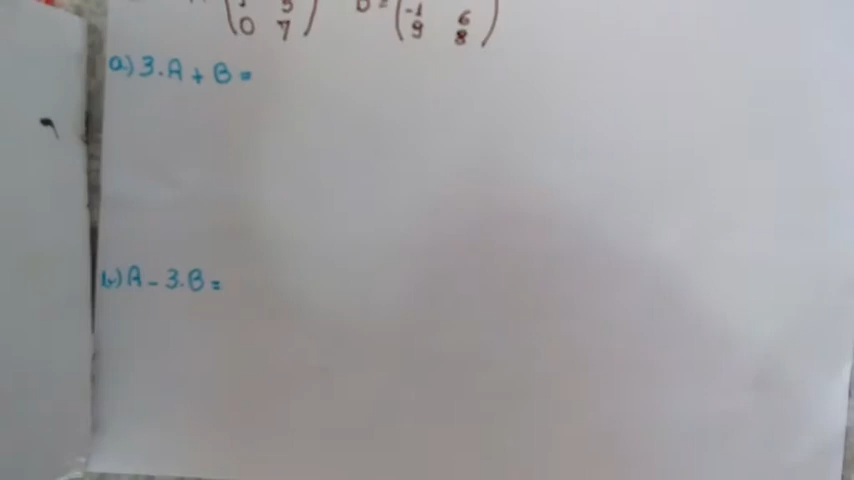 0 7 B = -1 6
9 8
a) 3.A + B =
b) A - 3.B =